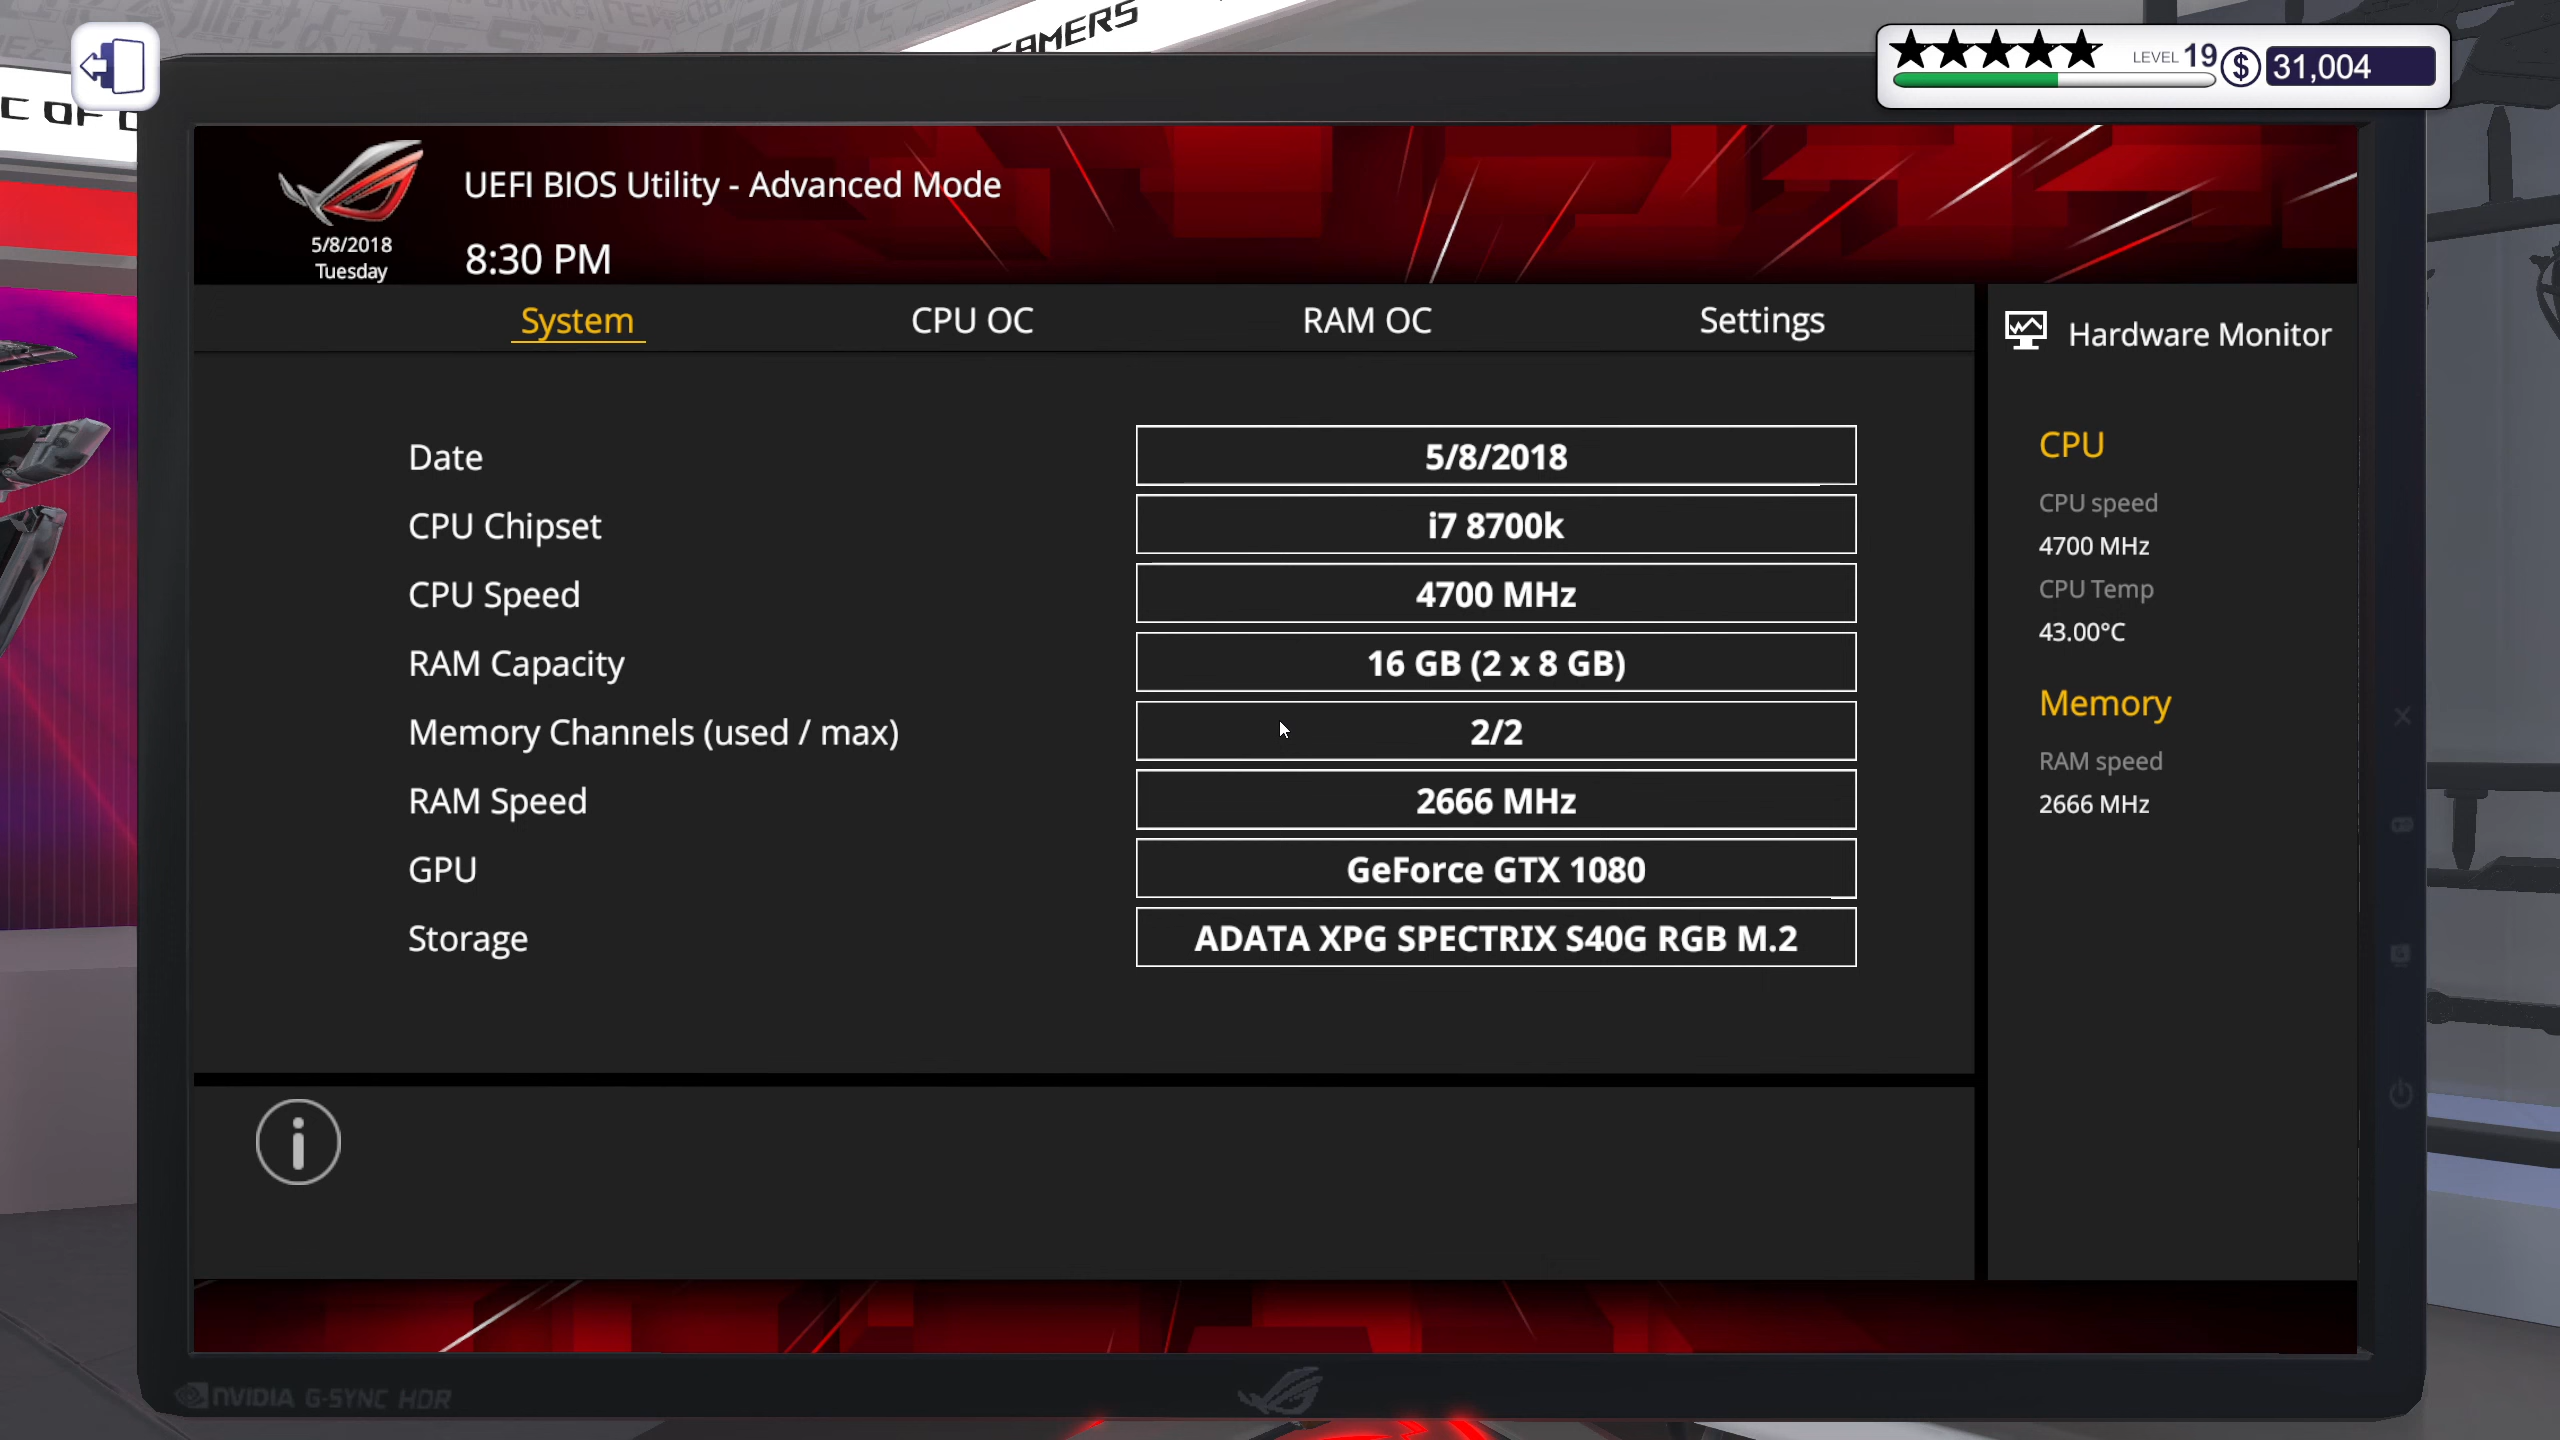 GAMERS
LEVEL 19
$ 31,004
UEFI BIOS Utility - Advanced Mode
5/8/2018
Tuesday
8:30 PM
System
CPU OC
RAM OC
Settings
Date
5/8/2018
CPU Chipset
i7 8700k
CPU Speed
4700 MHz
RAM Capacity
16 GB (2 x 8 GB)
Memory Channels (used / max)
2/2
RAM Speed
2666 MHz
GPU
GeForce GTX 1080
Storage
ADATA XPG SPECTRIX S40G RGB M.2
Hardware Monitor
CPU
CPU speed
4700 MHz
CPU Temp
43.00°C
Memory
RAM speed
2666 MHz
i
NVIDIA G-SYNC HDR